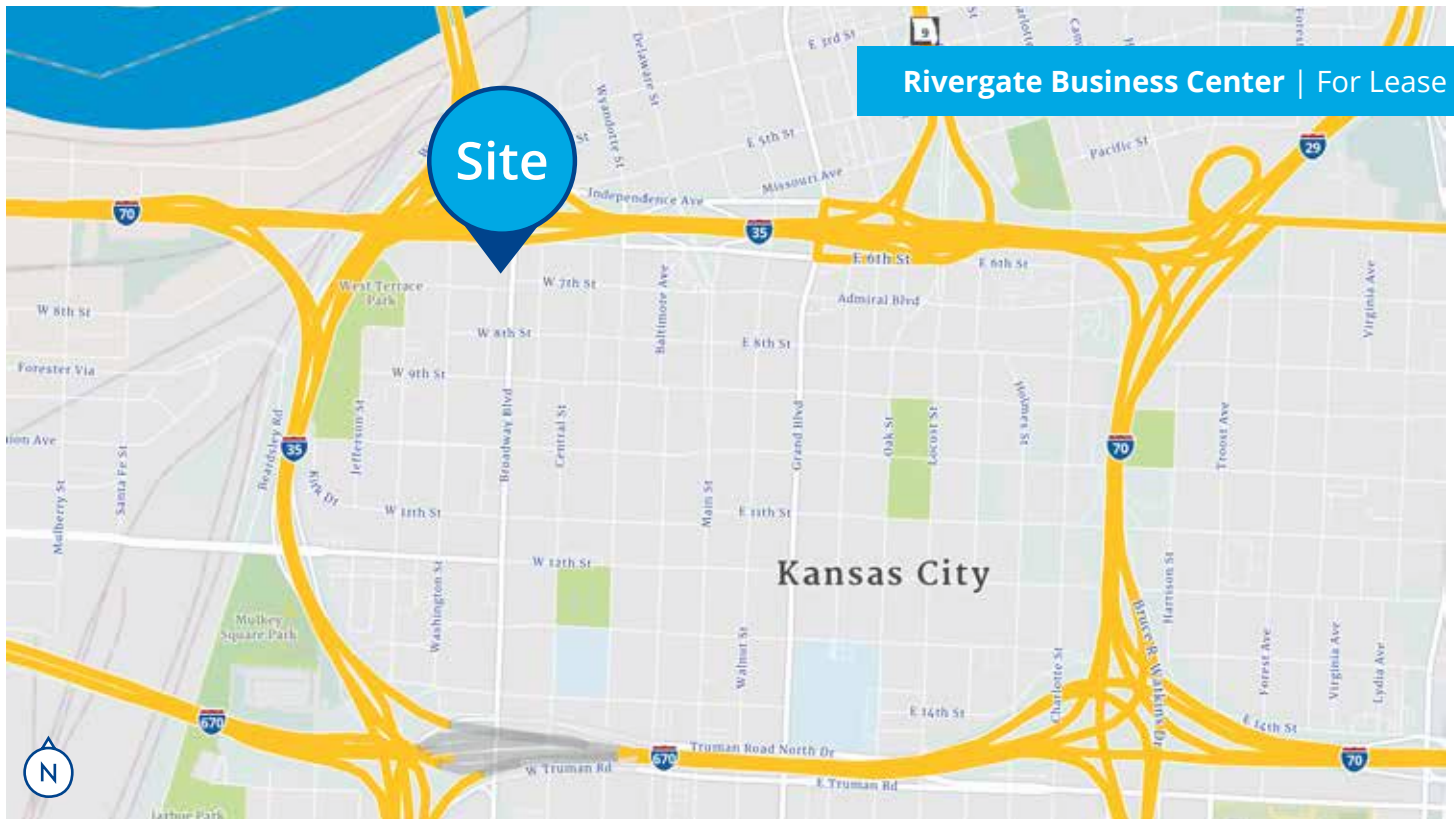 Rivergate Business Center | For Lease
Site
9
E 3rd St
Delaware St
Wyandotte St
St
E 5th St
Pacific St
29
Missouri Ave
Independence Ave
70
35
E 6th St
E 6th St
W 7th St
West Terrace
Park
Baltimore Ave
Admiral Blvd
Virginia Ave
W 8th St
W 8th St
E 8th St
Forester Via
W 9th St
Broadway Blvd
Central St
Grand Blvd
Oak St
Locust St
Holmes St
Troost Ave
Jefferson St
Beardsley Rd
35
70
Santa Fe St
Mulberry St
Kirk Dr
Main St
W 11th St
E 11th St
W 12th St
Kansas City
Washington St
Harrison St
Mulkey
Square Park
Walnut St
Bruce R Watkins Dr
Charlotte St
Forest Ave
Virginia Ave
Lydia Ave
E 14th St
E 14th St
670
Truman Road North Dr
670
70
W Truman Rd
E Truman Rd
N